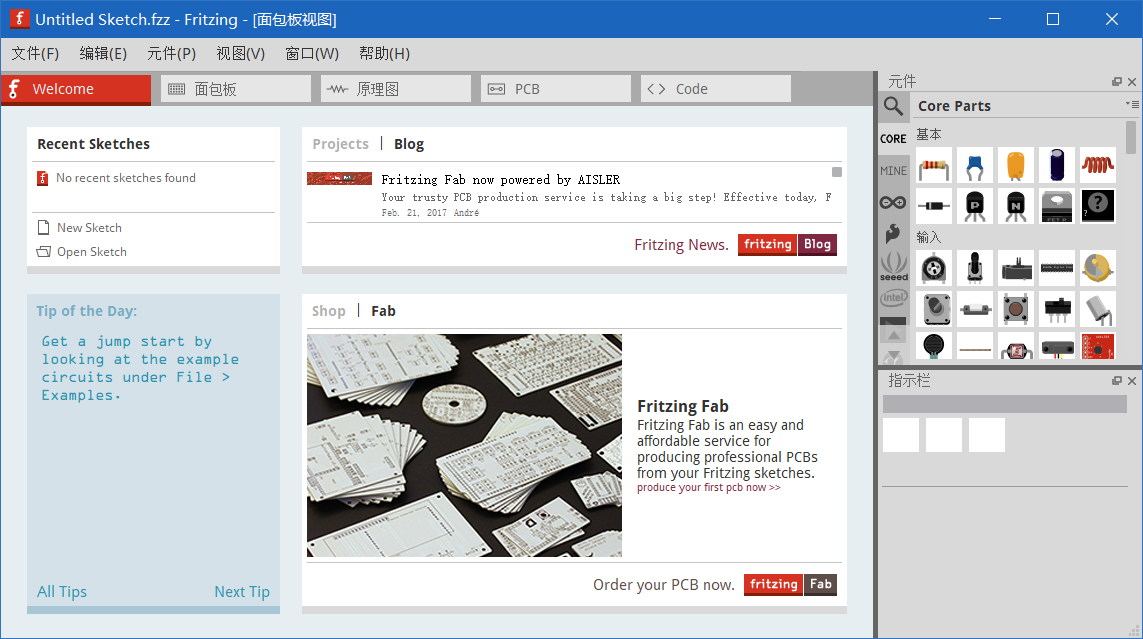 Untitled Sketch.fzz - Fritzing - [面包板视图]
文件(F) 编辑(E) 元件(P) 视图(V) 窗口(W) 帮助(H)
Welcome
面包板
原理图
PCB
Code
Recent Sketches
No recent sketches found
New Sketch
Open Sketch
Projects | Blog
Fritzing Fab now powered by AISLER
Your trusty PCB production service is taking a big step! Effective today, F
Feb. 21, 2017 André
Fritzing News. fritzing Blog
Tip of the Day:
Get a jump start by
looking at the example
circuits under File >
Examples.
All Tips Next Tip
Shop | Fab
Fritzing Fab
Fritzing Fab is an easy and
affordable service for
producing professional PCBs
from your Fritzing sketches.
produce your first pcb now >>
Order your PCB now. fritzing Fab
元件
Core Parts
CORE
MINE
seeed
intel
基本
P
N
?
输入
指示栏